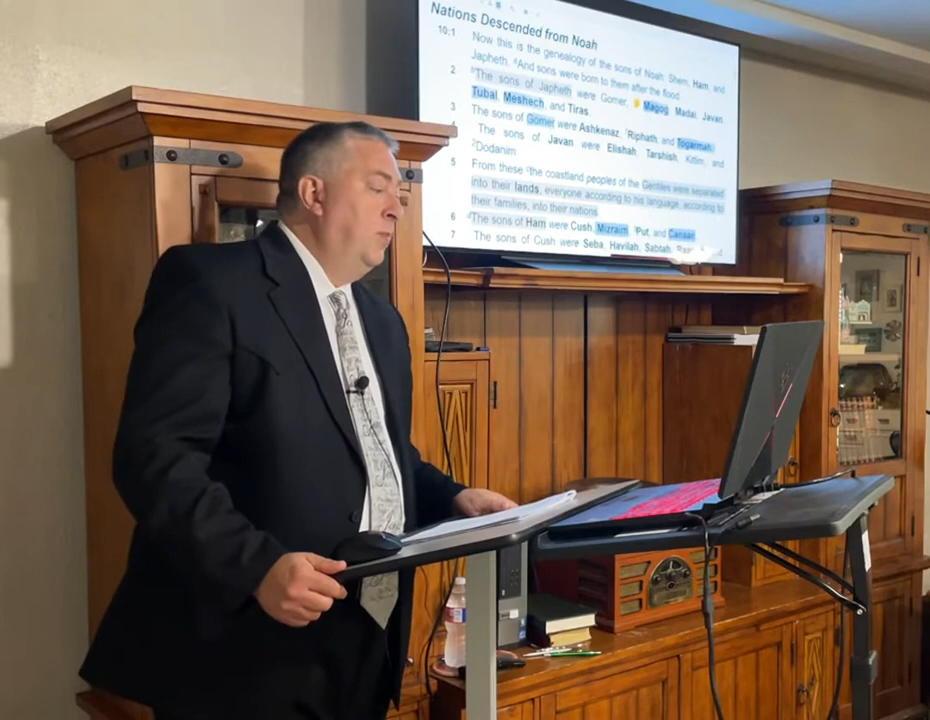 Nations Descended from Noah
10:1 Now this is the genealogy of the sons of Noah: Shem, Ham, and
Japheth. And sons were born to them after the flood.
2 The sons of Japheth were Gomer, Magog, Madai, Javan,
Tubal, Meshech, and Tiras.
3 The sons of Gomer were Ashkenaz, Riphath, and Togarmah.
4 The sons of Javan were Elishah, Tarshish, Kittim, and
Dodanim.
5 From these the coastland peoples of the Gentiles were separated
into their lands, everyone according to his language, according to
their families, into their nations.
6 The sons of Ham were Cush, Mizraim, Put, and Canaan.
7 The sons of Cush were Seba, Havilah, Sabtah,